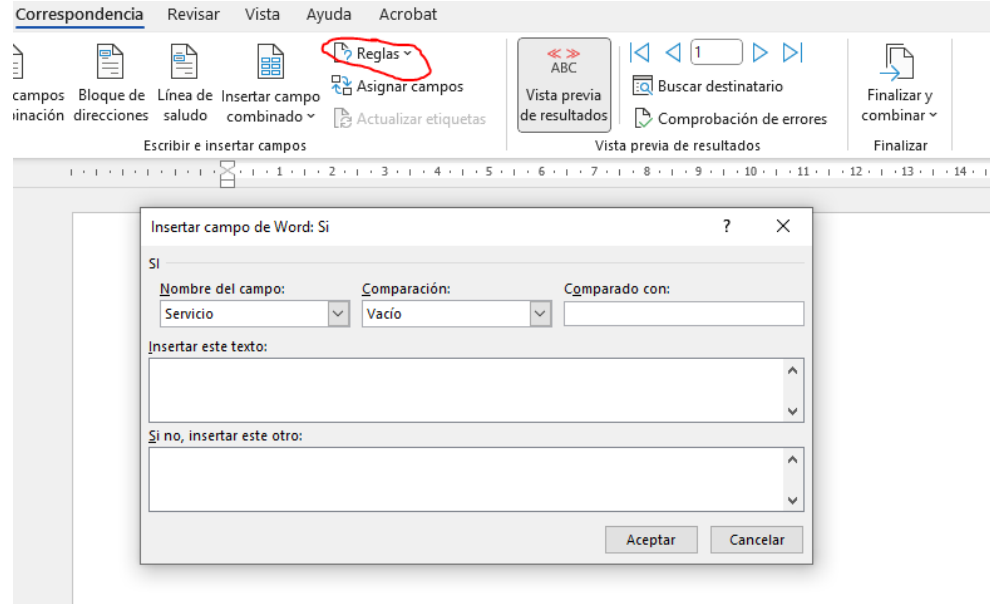 Correspondencia Revisar Vista Ayuda Acrobat
Reglas
campos Bloque de Línea de Insertar campo Asignar campos
direcciones saludo combinado Actualizar etiquetas
Escribir e insertar campos
ABC
Vista previa
de resultados
1
Buscar destinatario
Comprobación de errores
Vista previa de resultados
Finalizar y
combinar
Finalizar
1 2 3 4 5 6 7 8 9 10 11 12 13 14
Insertar campo de Word: Si ?
SI
Nombre del campo: Comparación: Comparado con:
Servicio Vacío
Insertar este texto:
Si no, insertar este otro:
Aceptar Cancelar